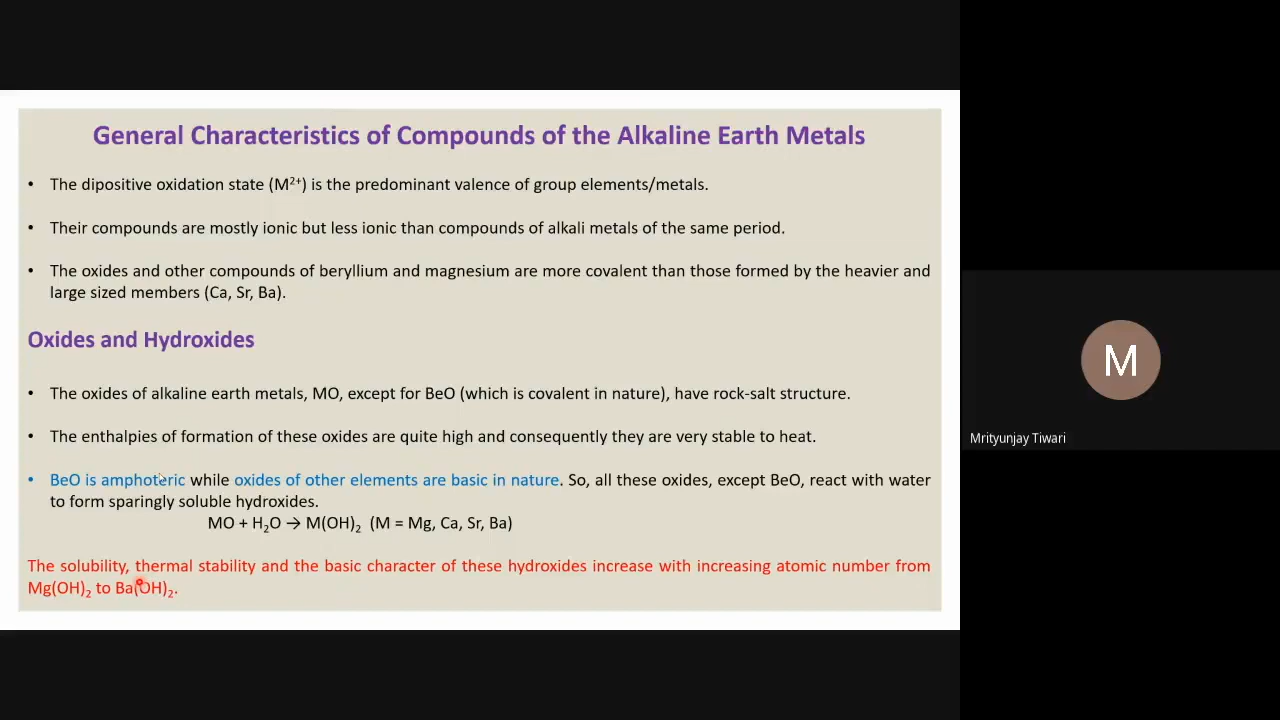 General Characteristics of Compounds of the Alkaline Earth Metals
• The dipositive oxidation state (M²⁺) is the predominant valence of group elements/metals.
• Their compounds are mostly ionic but less ionic than compounds of alkali metals of the same period.
• The oxides and other compounds of beryllium and magnesium are more covalent than those formed by the heavier and
large sized members (Ca, Sr, Ba).
Oxides and Hydroxides
• The oxides of alkaline earth metals, MO, except for BeO (which is covalent in nature), have rock-salt structure.
• The enthalpies of formation of these oxides are quite high and consequently they are very stable to heat.
• BeO is amphoteric while oxides of other elements are basic in nature. So, all these oxides, except BeO, react with water
to form sparingly soluble hydroxides.
MO + H₂O → M(OH)₂ (M = Mg, Ca, Sr, Ba)
The solubility, thermal stability and the basic character of these hydroxides increase with increasing atomic number from
Mg(OH)₂ to Ba(OH)₂.
M
Mrityunjay Tiwari